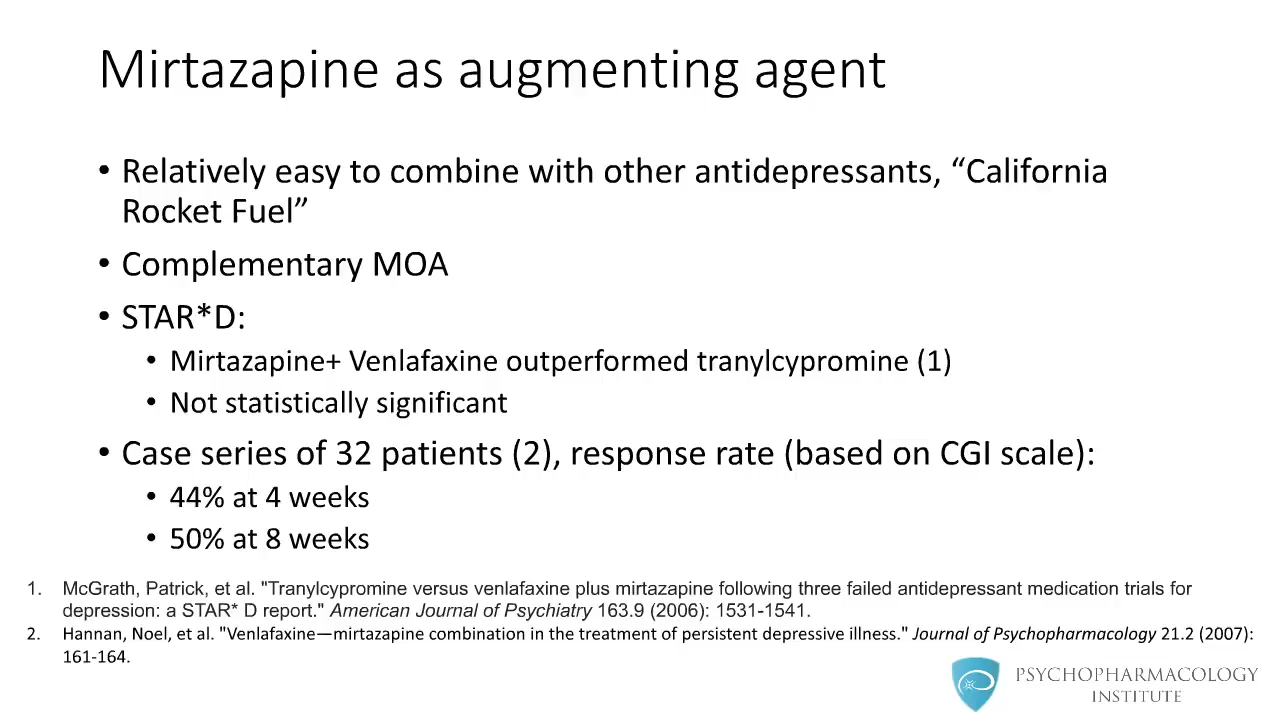 Mirtazapine as augmenting agent
• Relatively easy to combine with other antidepressants, “California
Rocket Fuel”
• Complementary MOA
• STAR*D:
• Mirtazapine+ Venlafaxine outperformed tranylcypromine (1)
• Not statistically significant
• Case series of 32 patients (2), response rate (based on CGI scale):
• 44% at 4 weeks
• 50% at 8 weeks
1. McGrath, Patrick, et al. "Tranylcypromine versus venlafaxine plus mirtazapine following three failed antidepressant medication trials for
depression: a STAR* D report." American Journal of Psychiatry 163.9 (2006): 1531-1541.
2. Hannan, Noel, et al. "Venlafaxine—mirtazapine combination in the treatment of persistent depressive illness." Journal of Psychopharmacology 21.2 (2007):
161-164.
PSYCHOPHARMACOLOGY
INSTITUTE